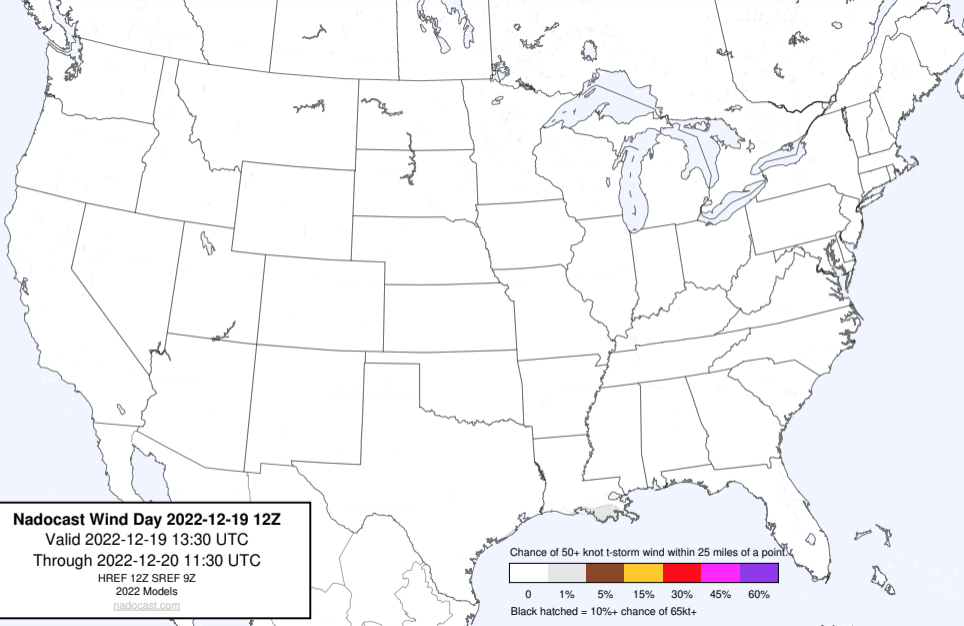 Nadocast Wind Day 2022-12-19 12Z
Valid 2022-12-19 13:30 UTC
Through 2022-12-20 11:30 UTC
HREF 12Z SREF 9Z
2022 Models
nadocast.com
Chance of 50+ knot t-storm wind within 25 miles of a point.
0 1% 5% 15% 30% 45% 60%
Black hatched = 10%+ chance of 65kt+